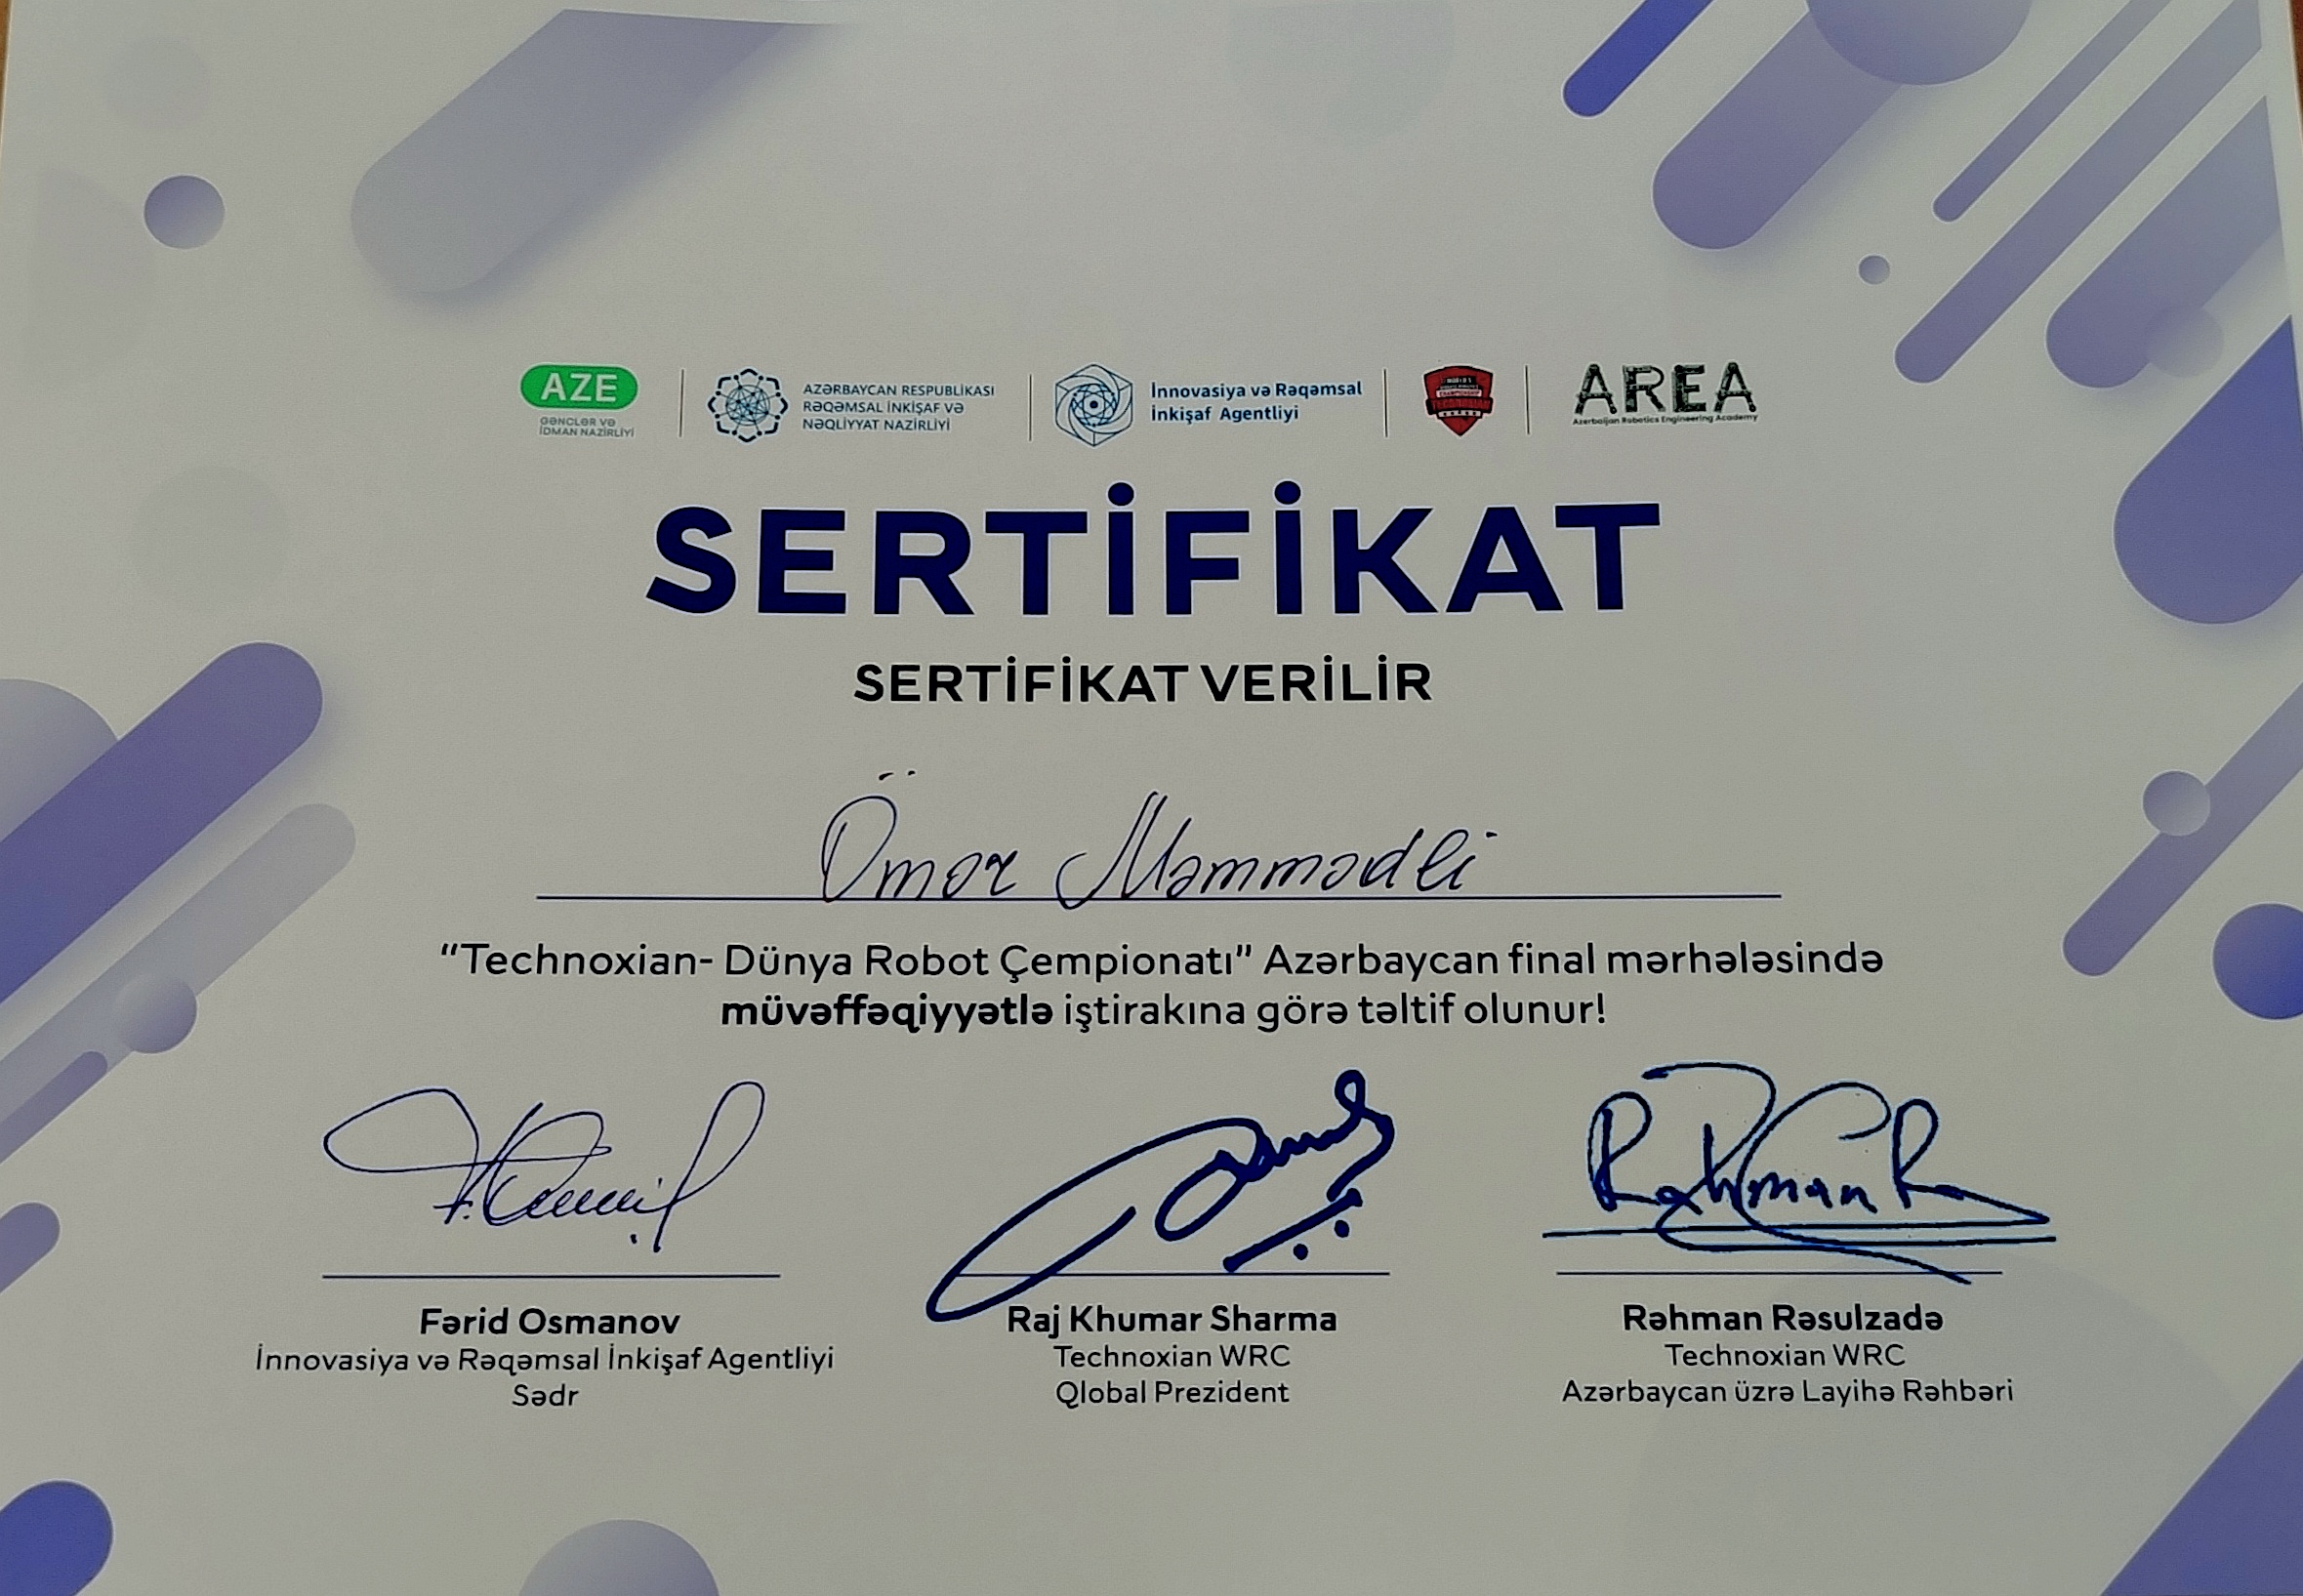 AZE
GƏNCLƏR VƏ
İDMAN NAZİRLİYİ
AZƏRBAYCAN RESPUBLİKASI
RƏQƏMSAL İNKİŞAF VƏ
NƏQLİYYAT NAZİRLİYİ
İnnovasiya və Rəqəmsal
İnkişaf Agentliyi
CHAMPIONSHIP
TECHNOXIAN
AREA
Azerbaijan Robotics Engineering Academy
SERTİFİKAT
SERTİFİKAT VERİLİR
Ömər Məmmədli
“Technoxian- Dünya Robot Çempionatı” Azərbaycan final mərhələsində
müvəffəqiyyətlə iştirakına görə təltif olunur!
Rahman R
Fərid Osmanov
İnnovasiya və Rəqəmsal İnkişaf Agentliyi
Sədr
Raj Khumar Sharma
Technoxian WRC
Qlobal Prezident
Rəhman Rəsulzadə
Technoxian WRC
Azərbaycan üzrə Layihə Rəhbəri